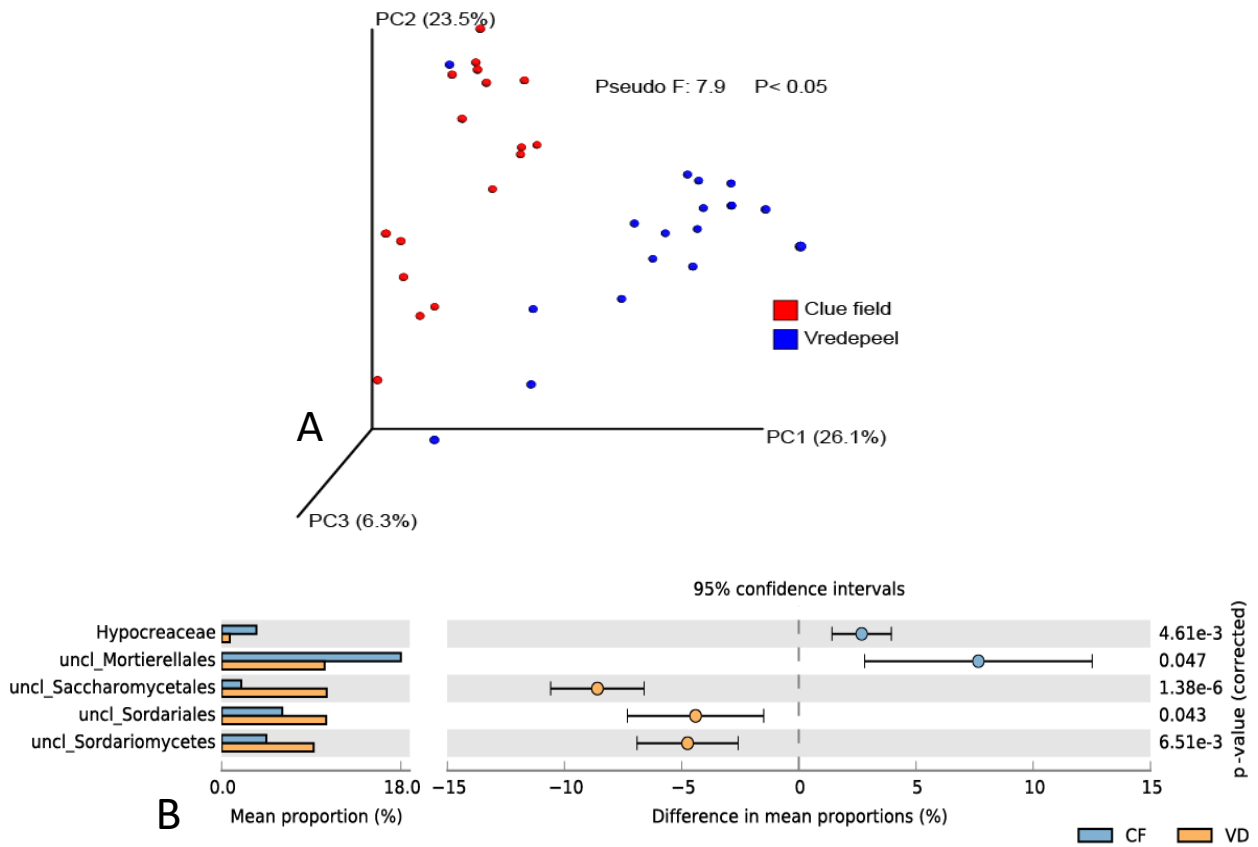 PC2 (23.5%)
Pseudo F: 7.9 P< 0.05
Clue field
Vredepeel
A
PC1 (26.1%)
PC3 (6.3%)
95% confidence intervals
Hypocreaceae 4.61e-3
uncl_Mortierellales 0.047
uncl_Saccharomycetales 1.38e-6
uncl_Sordariales 0.043
uncl_Sordariomycetes 6.51e-3
p-value (corrected)
0.0 18.0 −15 −10 −5 0 5 10 15
B
Mean proportion (%) Difference in mean proportions (%)
CF VD